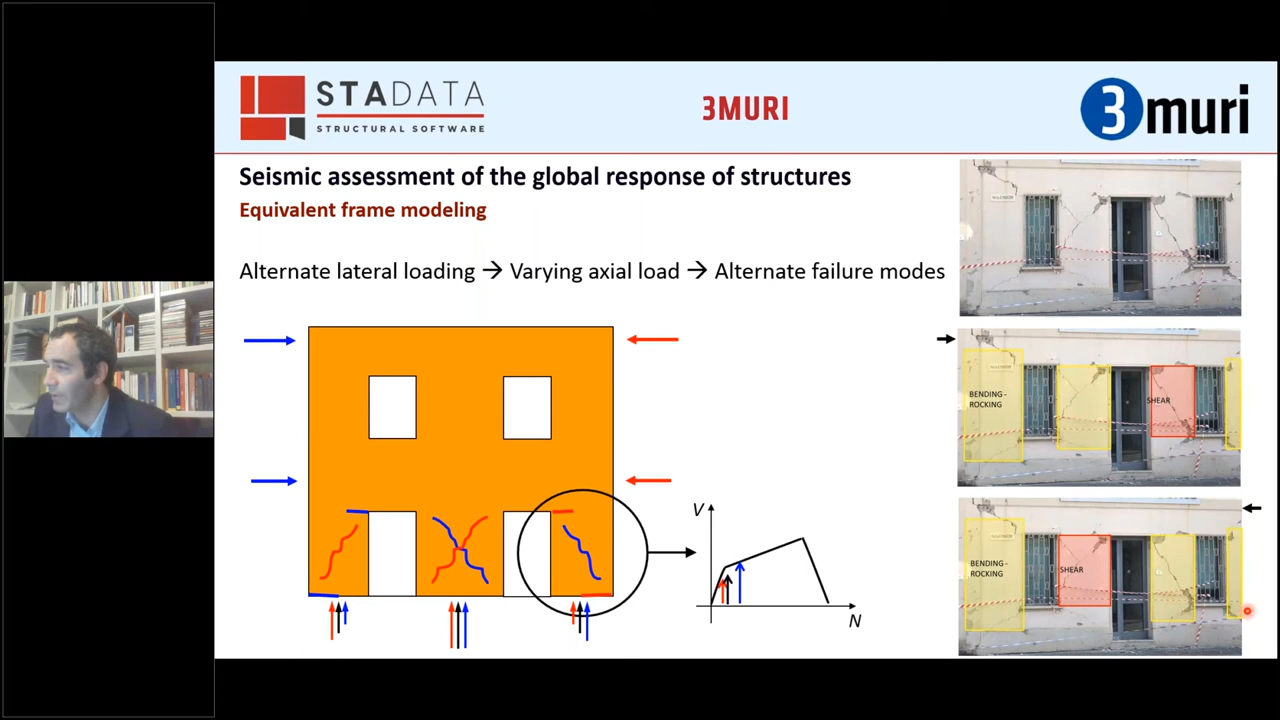 STADATA
STRUCTURAL SOFTWARE
3MURI
3muri
Seismic assessment of the global response of structures
Equivalent frame modeling
Alternate lateral loading → Varying axial load → Alternate failure modes
V
N
BENDING -
ROCKING
SHEAR
BENDING -
ROCKING
SHEAR